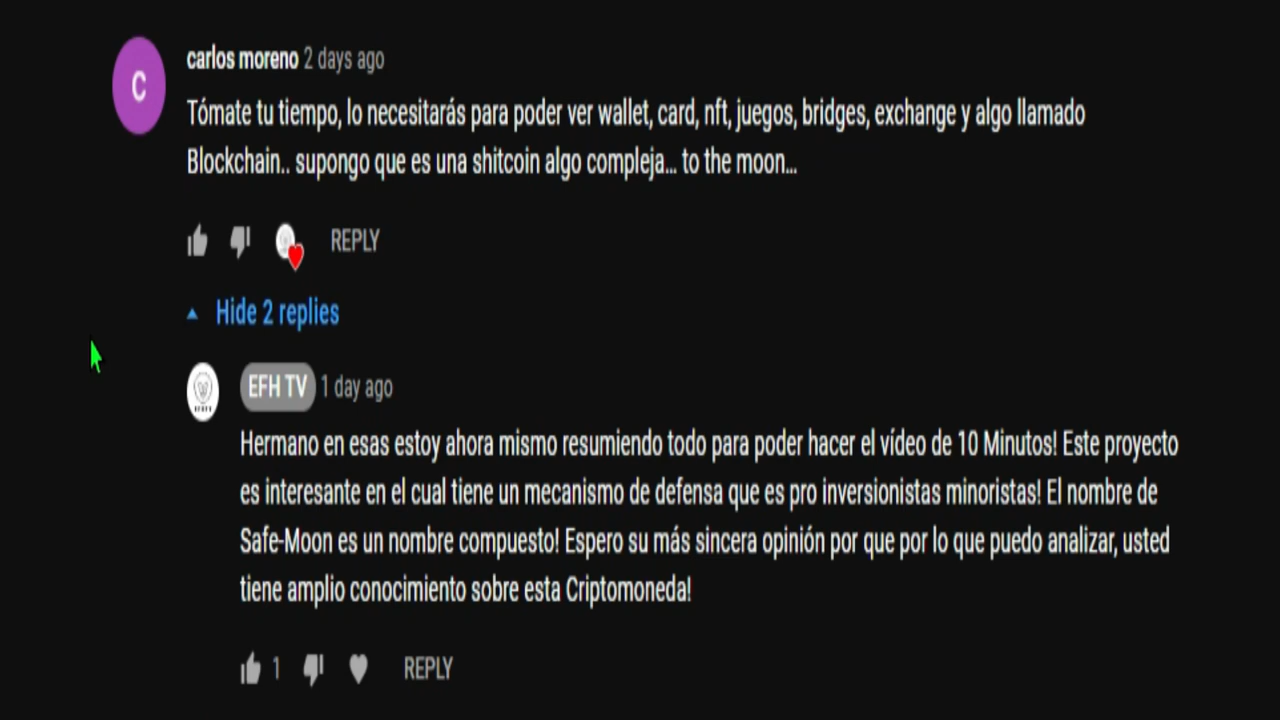 C
carlos moreno 2 days ago
Tómate tu tiempo, lo necesitarás para poder ver wallet, card, nft, juegos, bridges, exchange y algo llamado
Blockchain.. supongo que es una shitcoin algo compleja... to the moon...
REPLY
Hide 2 replies
EFH TV 1 day ago
Hermano en esas estoy ahora mismo resumiendo todo para poder hacer el vídeo de 10 Minutos! Este proyecto
es interesante en el cual tiene un mecanismo de defensa que es pro inversionistas minoristas! El nombre de
Safe-Moon es un nombre compuesto! Espero su más sincera opinión por que por lo que puedo analizar, usted
tiene amplio conocimiento sobre esta Criptomoneda!
1 REPLY